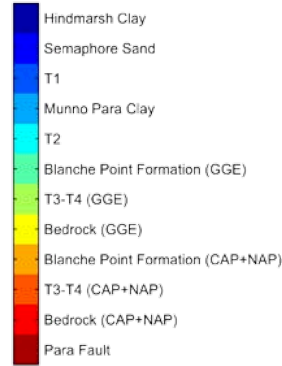 Hindmarsh Clay
Semaphore Sand
T1
Munno Para Clay
T2
Blanche Point Formation (GGE)
T3-T4 (GGE)
Bedrock (GGE)
Blanche Point Formation (CAP+NAP)
T3-T4 (CAP+NAP)
Bedrock (CAP+NAP)
Para Fault